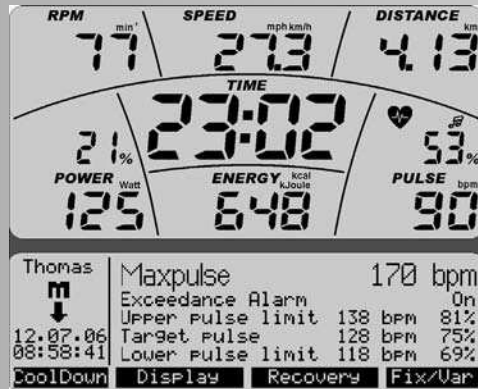 RPM SPEED DISTANCE
min¹ mph km/h km
77 27.3 4.13
TIME
23:02
21% 53%
POWER Watt ENERGY kcal kJoule PULSE bpm
125 648 90
Thomas Maxpulse 170 bpm
m Exceedance Alarm On
Upper pulse limit 138 bpm 81%
12.07.06 Target pulse 128 bpm 75%
08:58:41 Lower pulse limit 118 bpm 69%
CoolDown Display Recovery Fix/Var